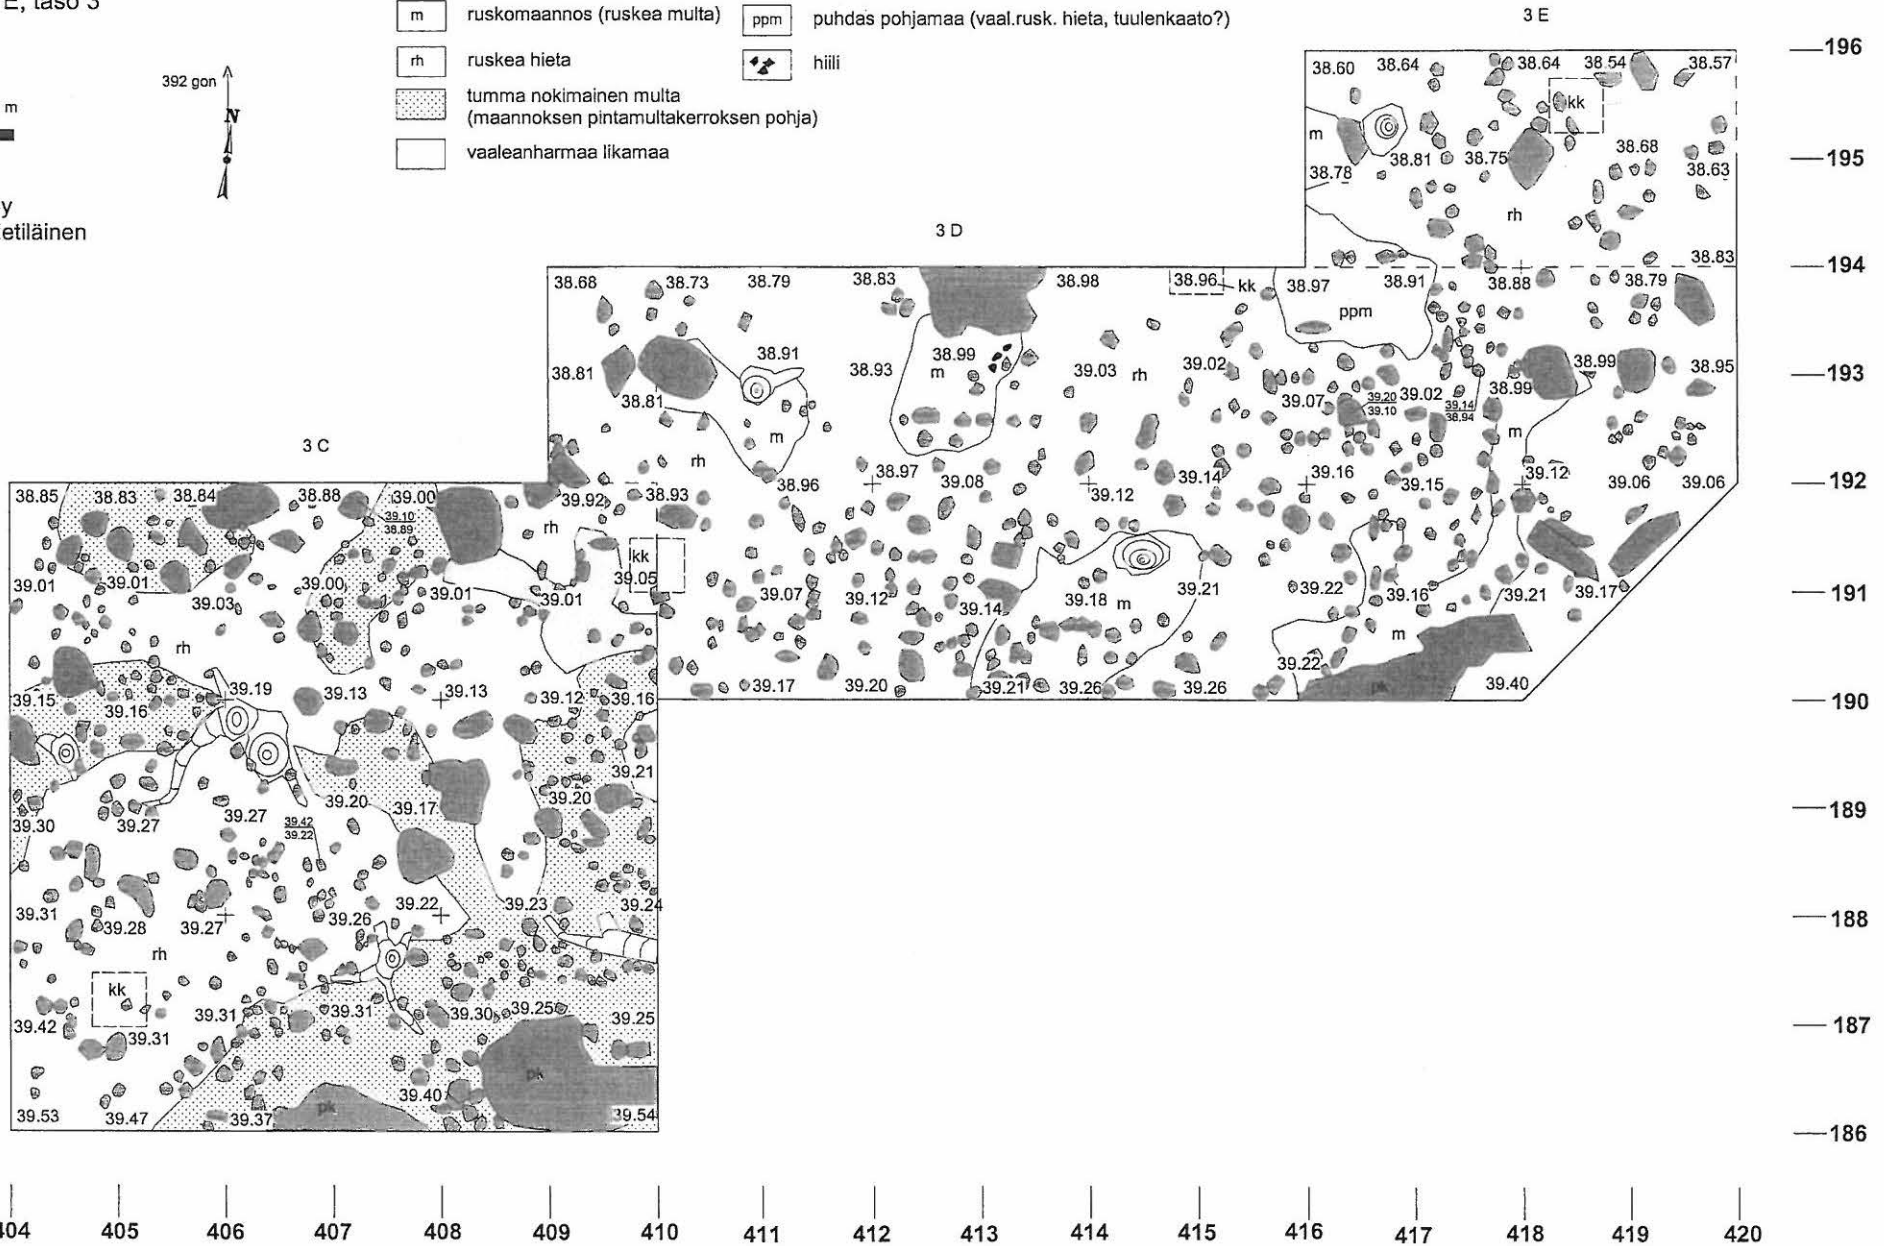 E, taso 3
m ruskomaannos (ruskea multa)
ppm puhdas pohjamaa (vaal.rusk. hieta, tuulenkaato?)
rh ruskea hieta
hiili
tumma nokimainen multa
(maannoksen pintamultakerroksen pohja)
vaaleanharmaa likamaa
392 gon
N
m
y
etiläinen
3 E
196
38.60 38.64 38.64 38.54 38.57
kk
m
195
38.81 38.75 38.68
38.78 38.63
rh
3 D
38.83
194
38.68 38.73 38.79 38.83 38.98 38.96 kk 38.97 38.91 38.88 38.79
ppm
38.91 38.99
38.81 38.93 m 39.03 rh 39.02 38.99 38.95
193
38.81 39.07 39.20 39.10 39.02 39.14 38.94 38.99
m m
3 C
rh
38.97 39.08 39.14 39.16 39.15 39.12
38.96 39.12 39.06 39.06
192
38.85 38.83 38.84 38.88 39.00 39.92 38.93
39.10
38.89
rh
kk
39.01 39.01 39.00 39.01 39.05
39.03 39.01 39.07 39.12 39.14 39.18 m 39.21 39.22 39.16 39.21 39.17
191
rh m
39.22
39.15 39.16 39.19 39.13 39.13 39.12 39.16 39.17 39.20 39.21 39.26 39.26 pk 39.40
190
39.21
39.20 39.17 39.20
39.30 39.27 39.27
189
39.42
39.22
39.31 39.28 39.27 39.26 39.22 39.23 39.24
188
rh
kk
39.42 39.31 39.31 39.31 39.30 39.25 39.25
187
pk
39.40
pk
39.53 39.47 39.37 39.54
186
404 405 406 407 408 409 410 411 412 413 414 415 416 417 418 419 420